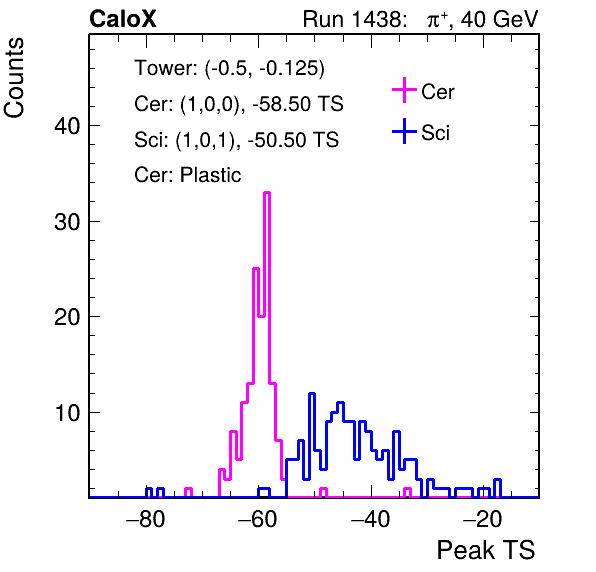 CaloX Run 1438: π⁺, 40 GeV
Counts
Tower: (-0.5, -0.125)
Cer: (1,0,0), -58.50 TS
Sci: (1,0,1), -50.50 TS
Cer: Plastic
Cer
Sci
40
30
20
10
−80 −60 −40 −20
Peak TS